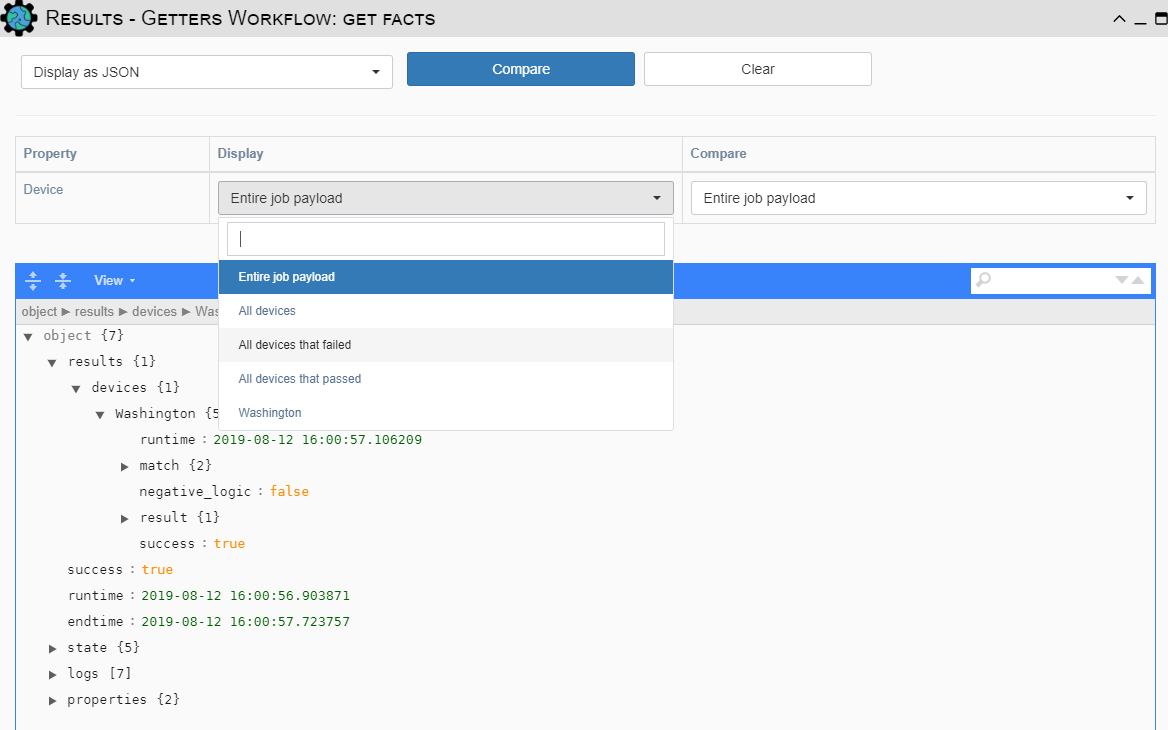 Results - Getters Workflow: get facts
Display as JSON
Compare
Clear
Property
Display
Compare
Device
Entire job payload
Entire job payload
Entire job payload
All devices
All devices that failed
All devices that passed
Washington
View
object ▶ results ▶ devices ▶ Was
object {7}
results {1}
devices {1}
Washington {5
runtime : 2019-08-12 16:00:57.106209
match {2}
negative_logic : false
result {1}
success : true
success : true
runtime : 2019-08-12 16:00:56.903871
endtime : 2019-08-12 16:00:57.723757
state {5}
logs [7]
properties {2}